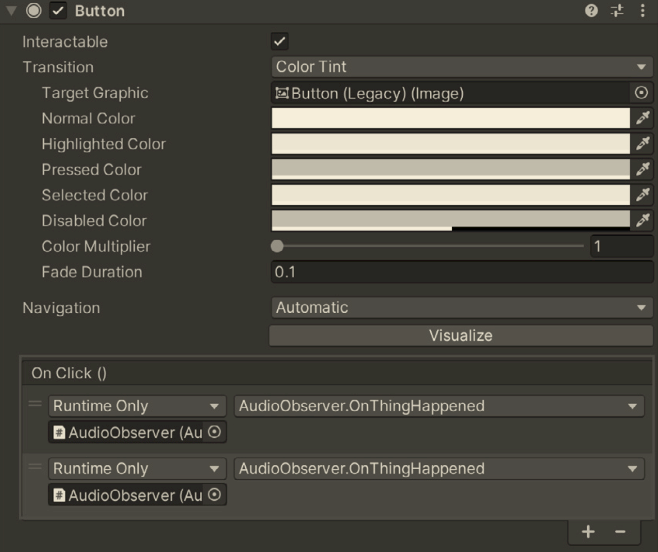 Button
Interactable
Transition Color Tint
Target Graphic Button (Legacy) (Image)
Normal Color
Highlighted Color
Pressed Color
Selected Color
Disabled Color
Color Multiplier 1
Fade Duration 0.1
Navigation Automatic
Visualize
On Click ()
Runtime Only AudioObserver.OnThingHappened
# AudioObserver (Au
Runtime Only AudioObserver.OnThingHappened
# AudioObserver (Au
+ −